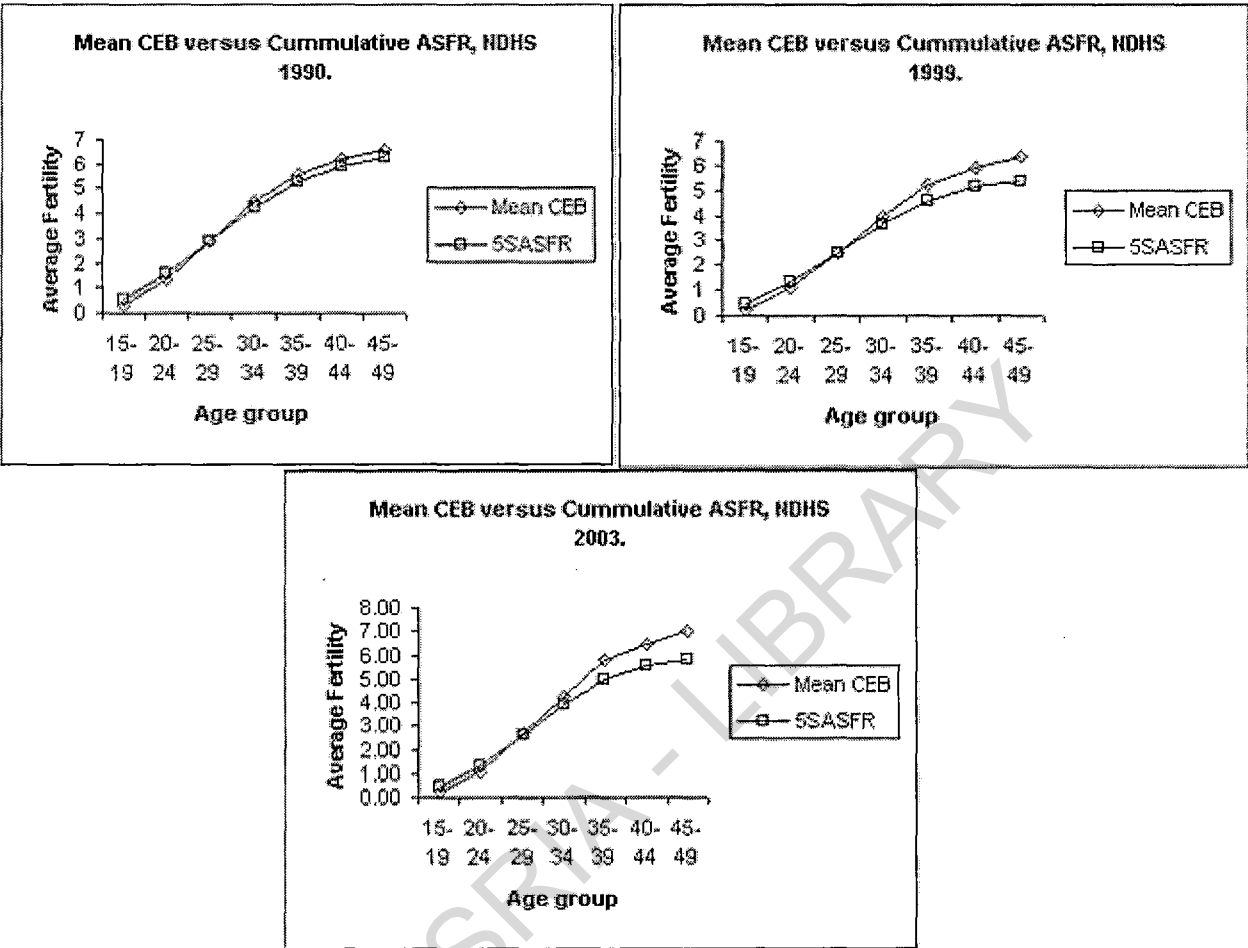 Mean CEB versus Cummulative ASFR, NDHS
1990.
Average Fertility
7
6
5
4
3
2
1
0
15- 20- 25- 30- 35- 40- 45-
19 24 29 34 39 44 49
Age group
Mean CEB
5SASFR
Mean CEB versus Cummulative ASFR, NDHS
1999.
Average Fertility
7
6
5
4
3
2
1
0
15- 20- 25- 30- 35- 40- 45-
19 24 29 34 39 44 49
Age group
Mean CEB
5SASFR
Mean CEB versus Cummulative ASFR, NDHS
2003.
Average Fertility
8.00
7.00
6.00
5.00
4.00
3.00
2.00
1.00
0.00
15- 20- 25- 30- 35- 40- 45-
19 24 29 34 39 44 49
Age group
Mean CEB
5SASFR
SRIA - LIBRARY